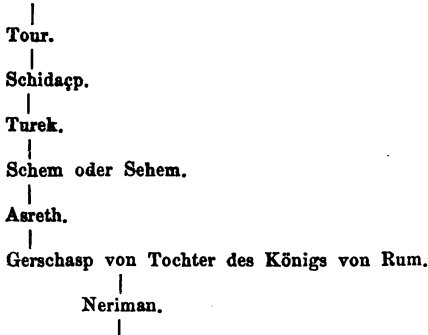 Tour.
Schidaçp.
Turek.
Schem oder Sehem.
Asreth.
Gerschasp von Tochter des Königs von Rum.
Neriman.